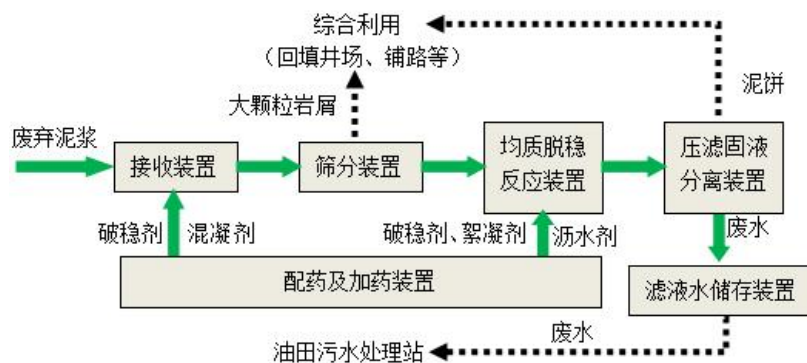 综合利用
（回填井场、铺路等）
泥饼
大颗粒岩屑
废弃泥浆
接收装置
筛分装置
均质脱稳
反应装置
压滤固液
分离装置
破稳剂
混凝剂
破稳剂、絮凝剂
沥水剂
废水
配药及加药装置
滤液水储存装置
废水
油田污水处理站